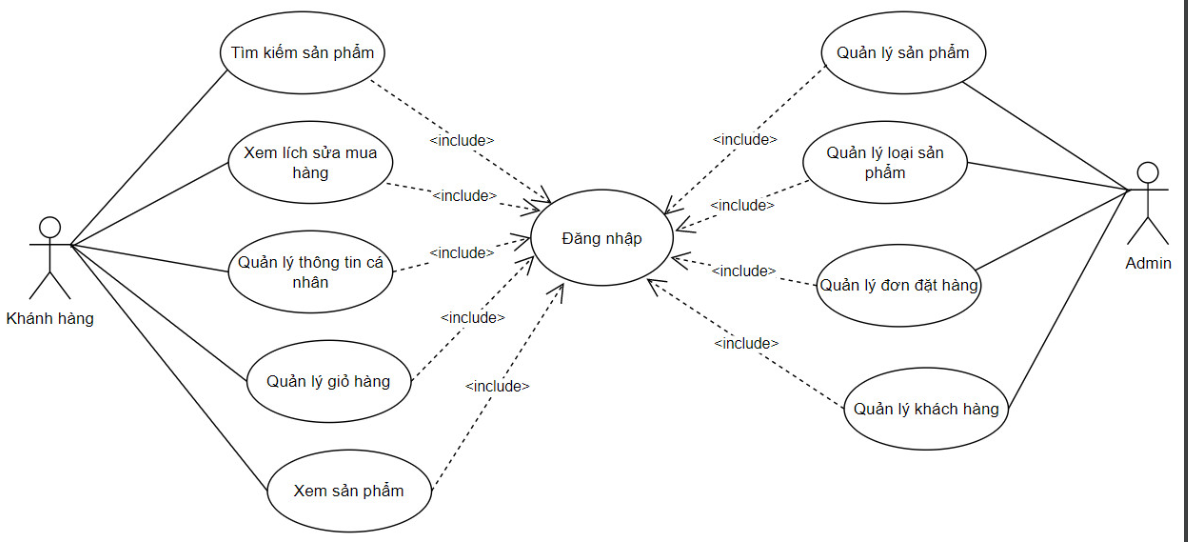 Tìm kiếm sản phẩm
Quản lý sản phẩm
<include>
<include>
Xem lích sửa mua
hàng
Quản lý loại sản
phẩm
<include>
<include>
Đăng nhập
Quản lý thông tin cá
nhân
<include>
<include>
Admin
Quản lý đơn đặt hàng
Khánh hàng
<include>
<include>
Quản lý giỏ hàng
<include>
Quản lý khách hàng
Xem sản phẩm